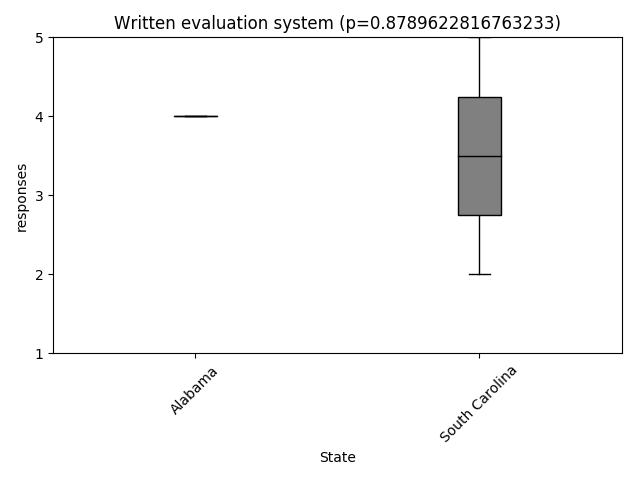 Written evaluation system (p=0.8789622816763233)
5
4
3
2
1
responses
Alabama
South Carolina
State